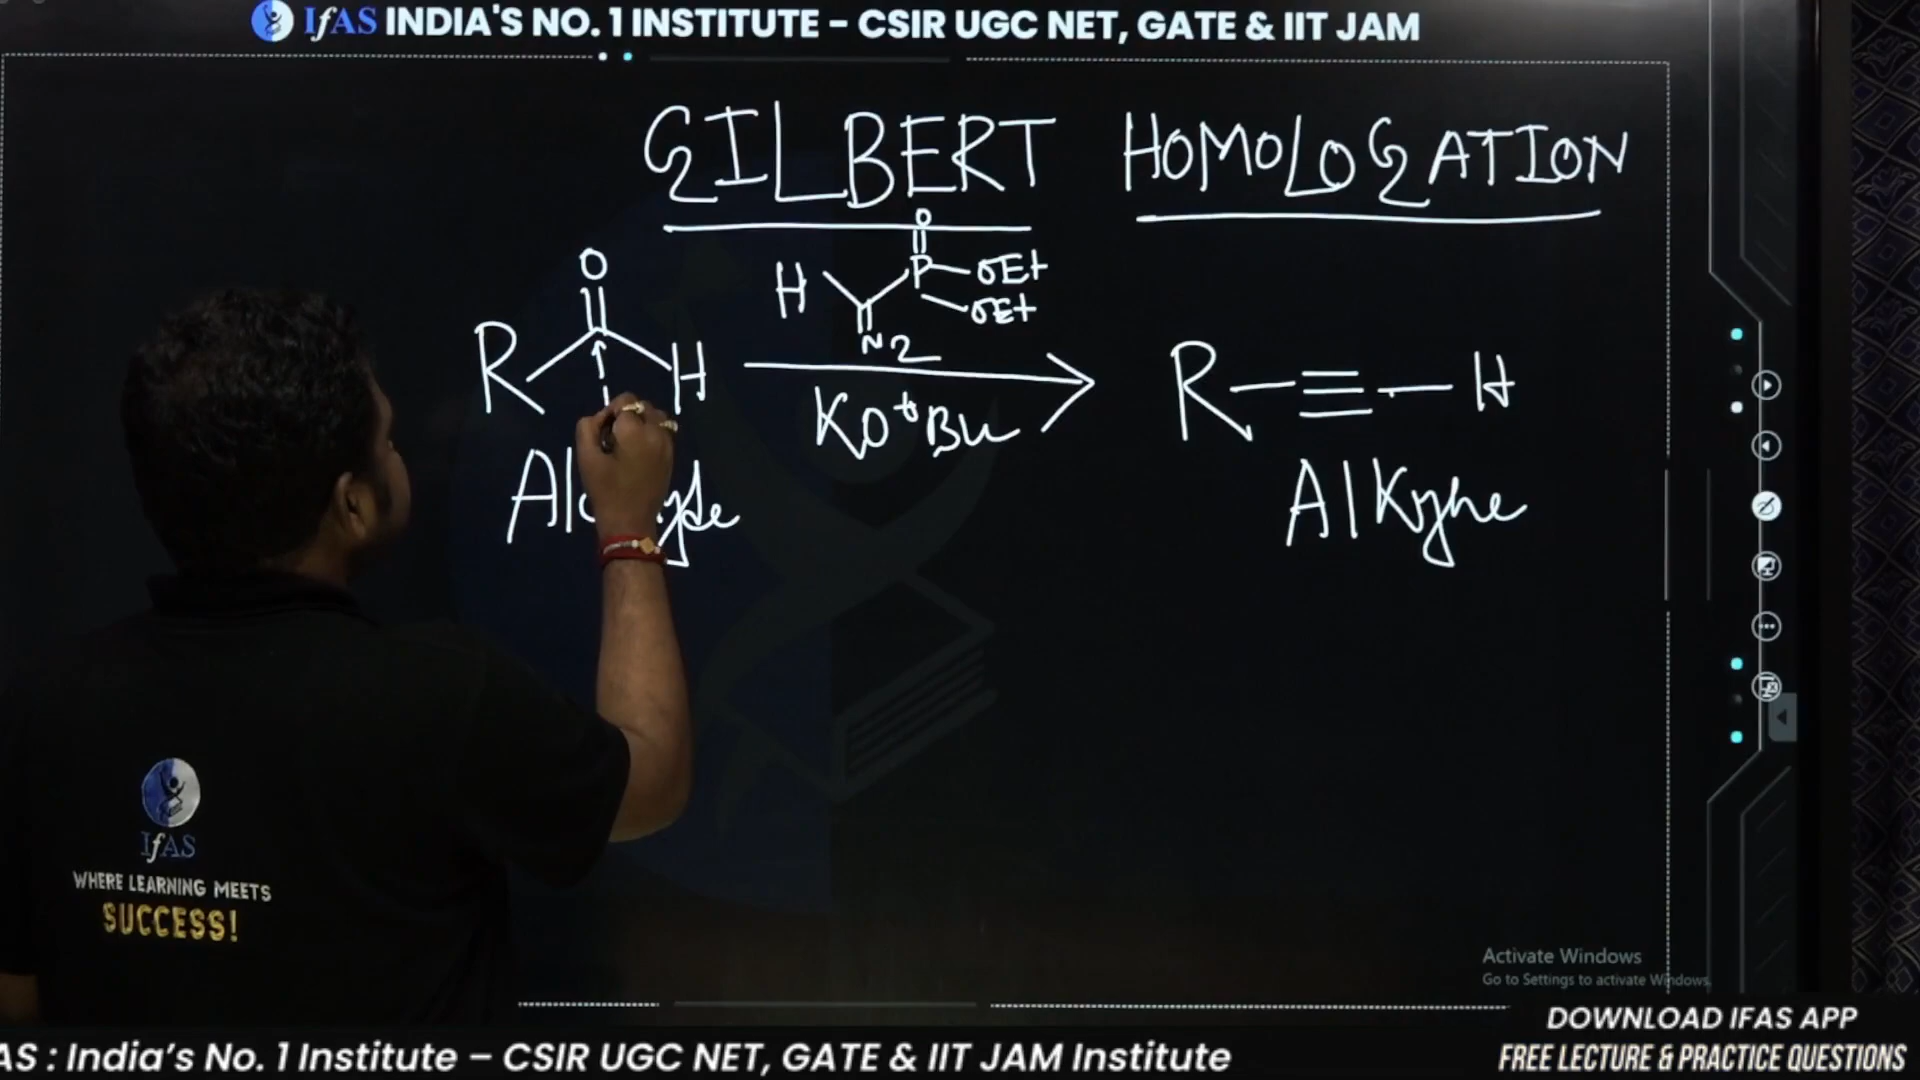 IfAS INDIA'S NO. 1 INSTITUTE – CSIR UGC NET, GATE & IIT JAM
GILBERT HOMOLOGATION
O
O
H P OEt
OEt
N2
R H
KOtBu
R ≡ H
Alkyne
IfAS
WHERE LEARNING MEETS
SUCCESS!
Activate Windows
Go to Settings to activate Windows.
DOWNLOAD IFAS APP
FREE LECTURE & PRACTICE QUESTIONS
AS : India's No. 1 Institute – CSIR UGC NET, GATE & IIT JAM Institute